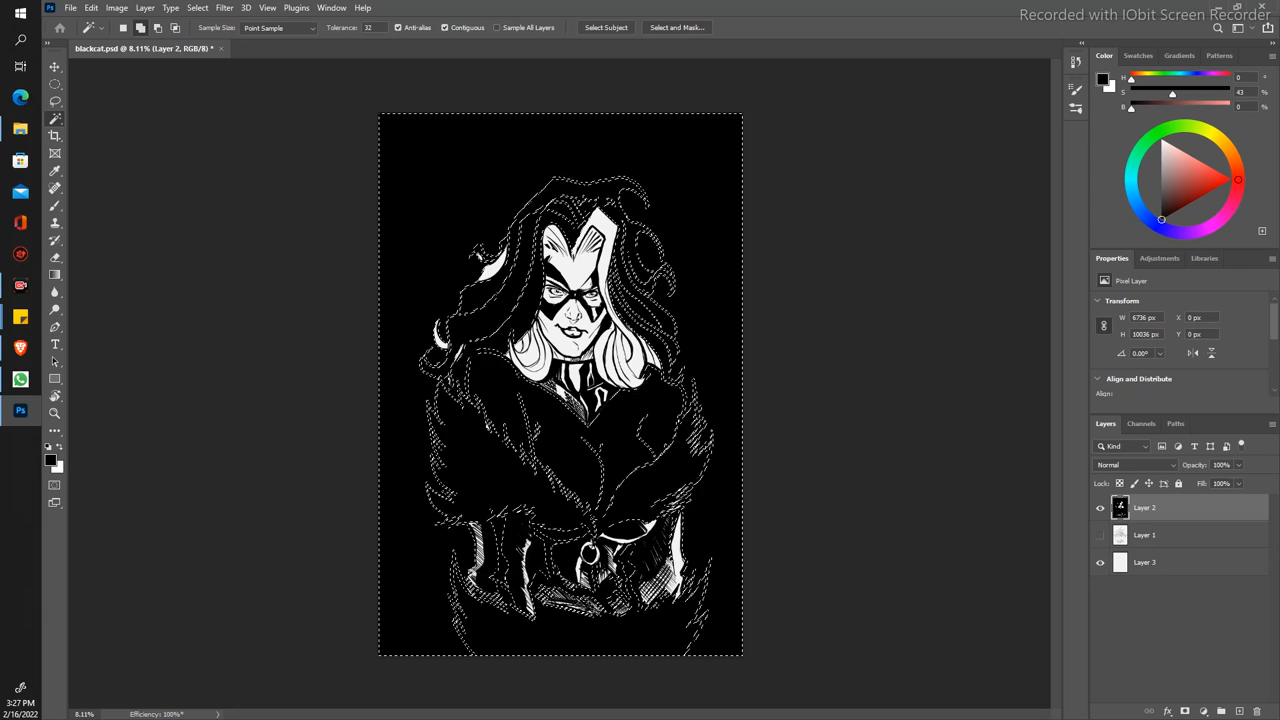 File Edit Image Layer Type Select Filter 3D View Plugins Window Help
Recorded with IObit Screen Recorder
Sample Size: Point Sample Tolerance: 32 Anti-alias Contiguous Sample All Layers Select Subject Select and Mask...
blackcat.psd @ 8.11% (Layer 2, RGB/8) * ×
Color Swatches Gradients Patterns
H 0 °
S 43 %
B 0 %
Properties Adjustments Libraries
Pixel Layer
Transform
W 6736 px X 0 px
H 10036 px Y 0 px
0.00°
Align and Distribute
Align:
Layers Channels Paths
Kind
Normal Opacity: 100%
Lock: Fill: 100%
Layer 2
Layer 1
Layer 3
3:27 PM
2/16/2022
8.11% Efficiency: 100%*